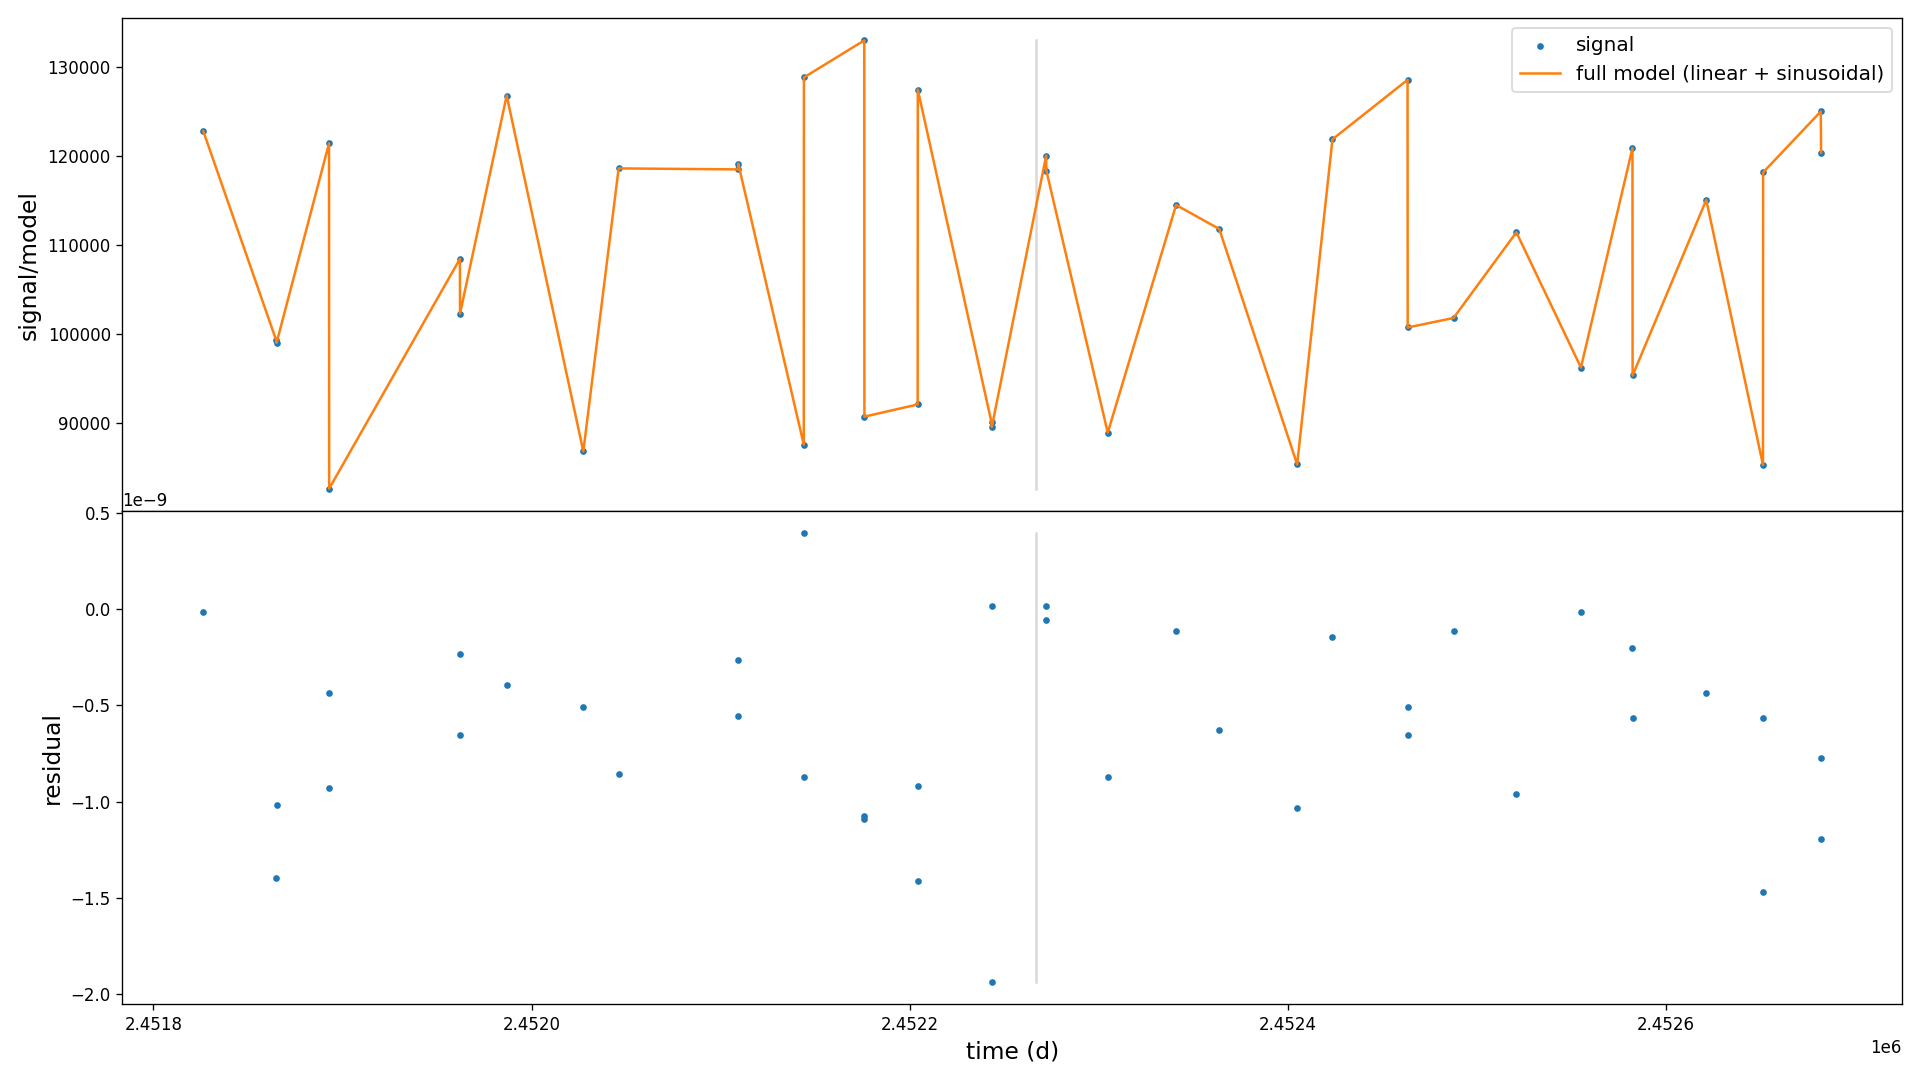 signal
full model (linear + sinusoidal)
130000
120000
110000
100000
90000
signal/model
1e−9
0.5
0.0
−0.5
−1.0
−1.5
−2.0
residual
2.4518
2.4520
2.4522
2.4524
2.4526
1e6
time (d)